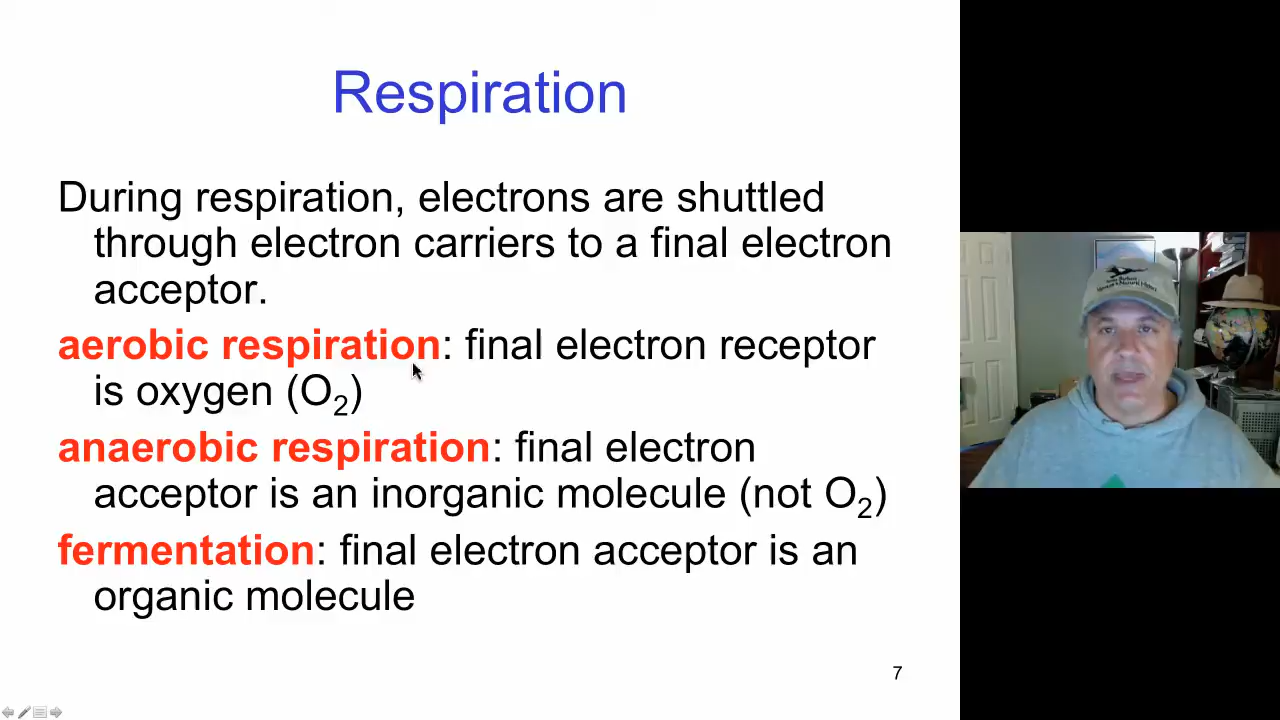 Respiration
During respiration, electrons are shuttled
through electron carriers to a final electron
acceptor.
aerobic respiration: final electron receptor
is oxygen (O2)
anaerobic respiration: final electron
acceptor is an inorganic molecule (not O2)
fermentation: final electron acceptor is an
organic molecule
7